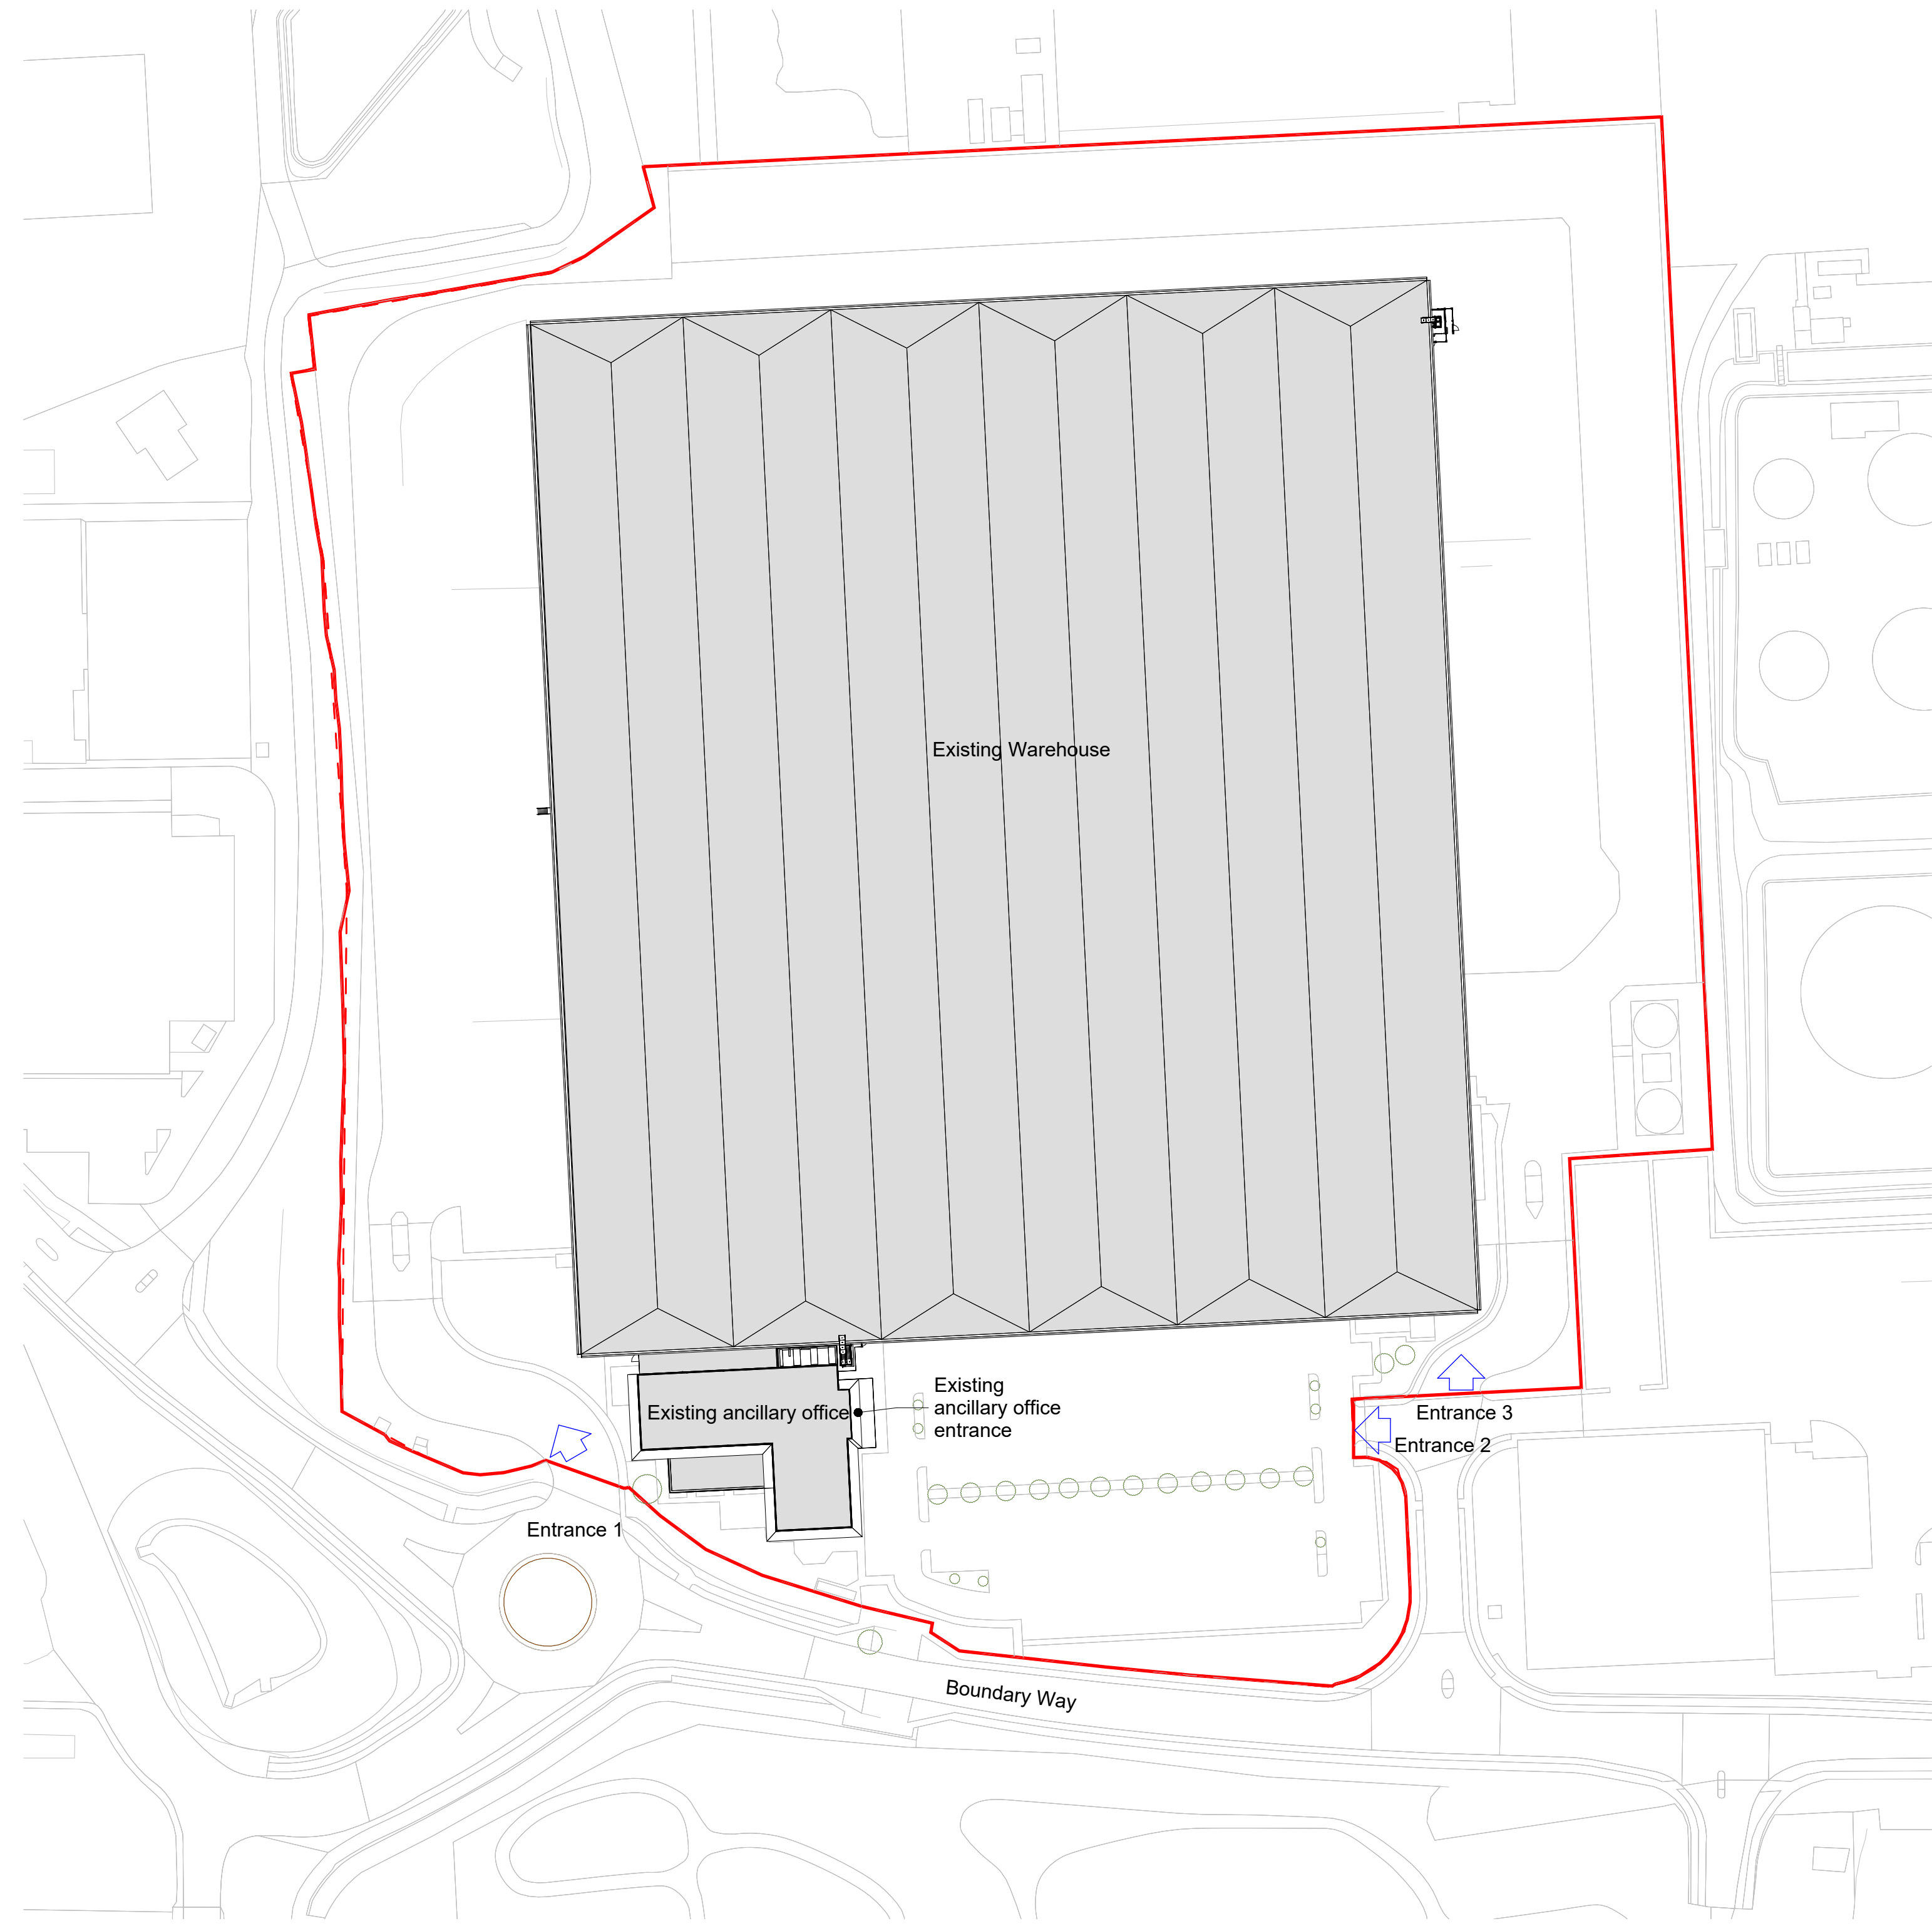 Existing Warehouse
Existing ancillary office
Existing
ancillary office
entrance
Entrance 3
Entrance 2
Entrance 1
Boundary Way